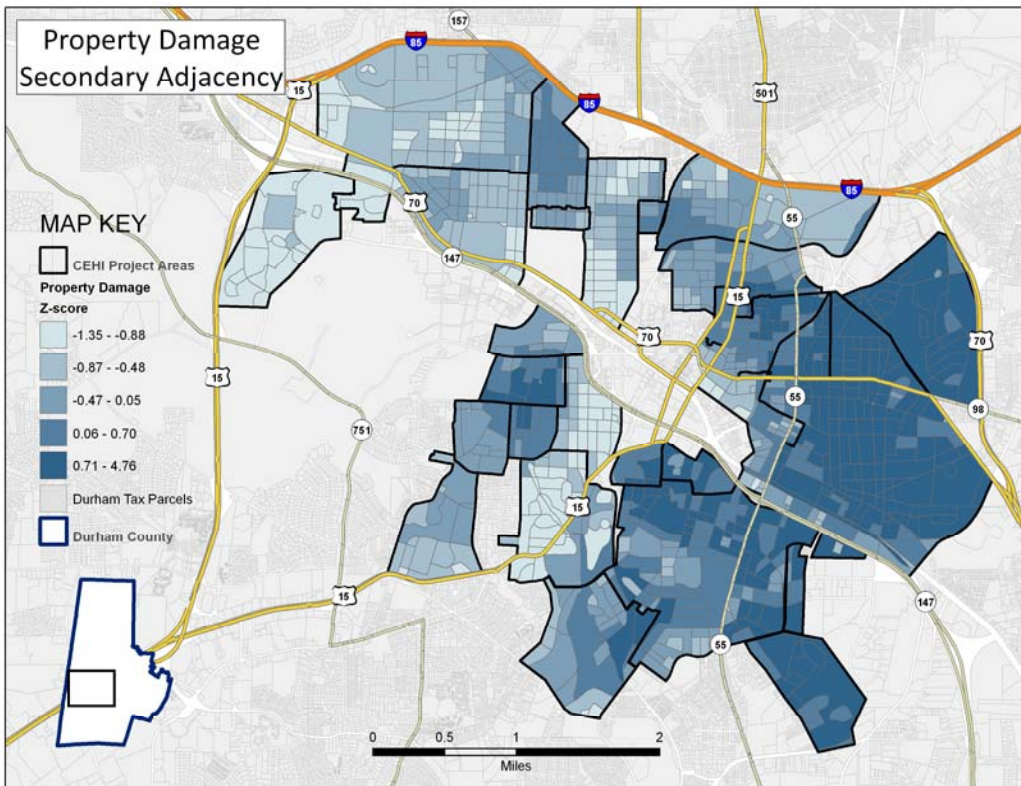 Property Damage
Secondary Adjacency
157
85
15
501
85
85
70
55
MAP KEY
CEHI Project Areas
147
Property Damage
Z-score
15
-1.35 - -0.88
70
70
-0.87 - -0.48
15
-0.47 - 0.05
55
98
0.06 - 0.70
751
0.71 - 4.76
Durham Tax Parcels
15
Durham County
15
147
55
0 0.5 1 2
Miles